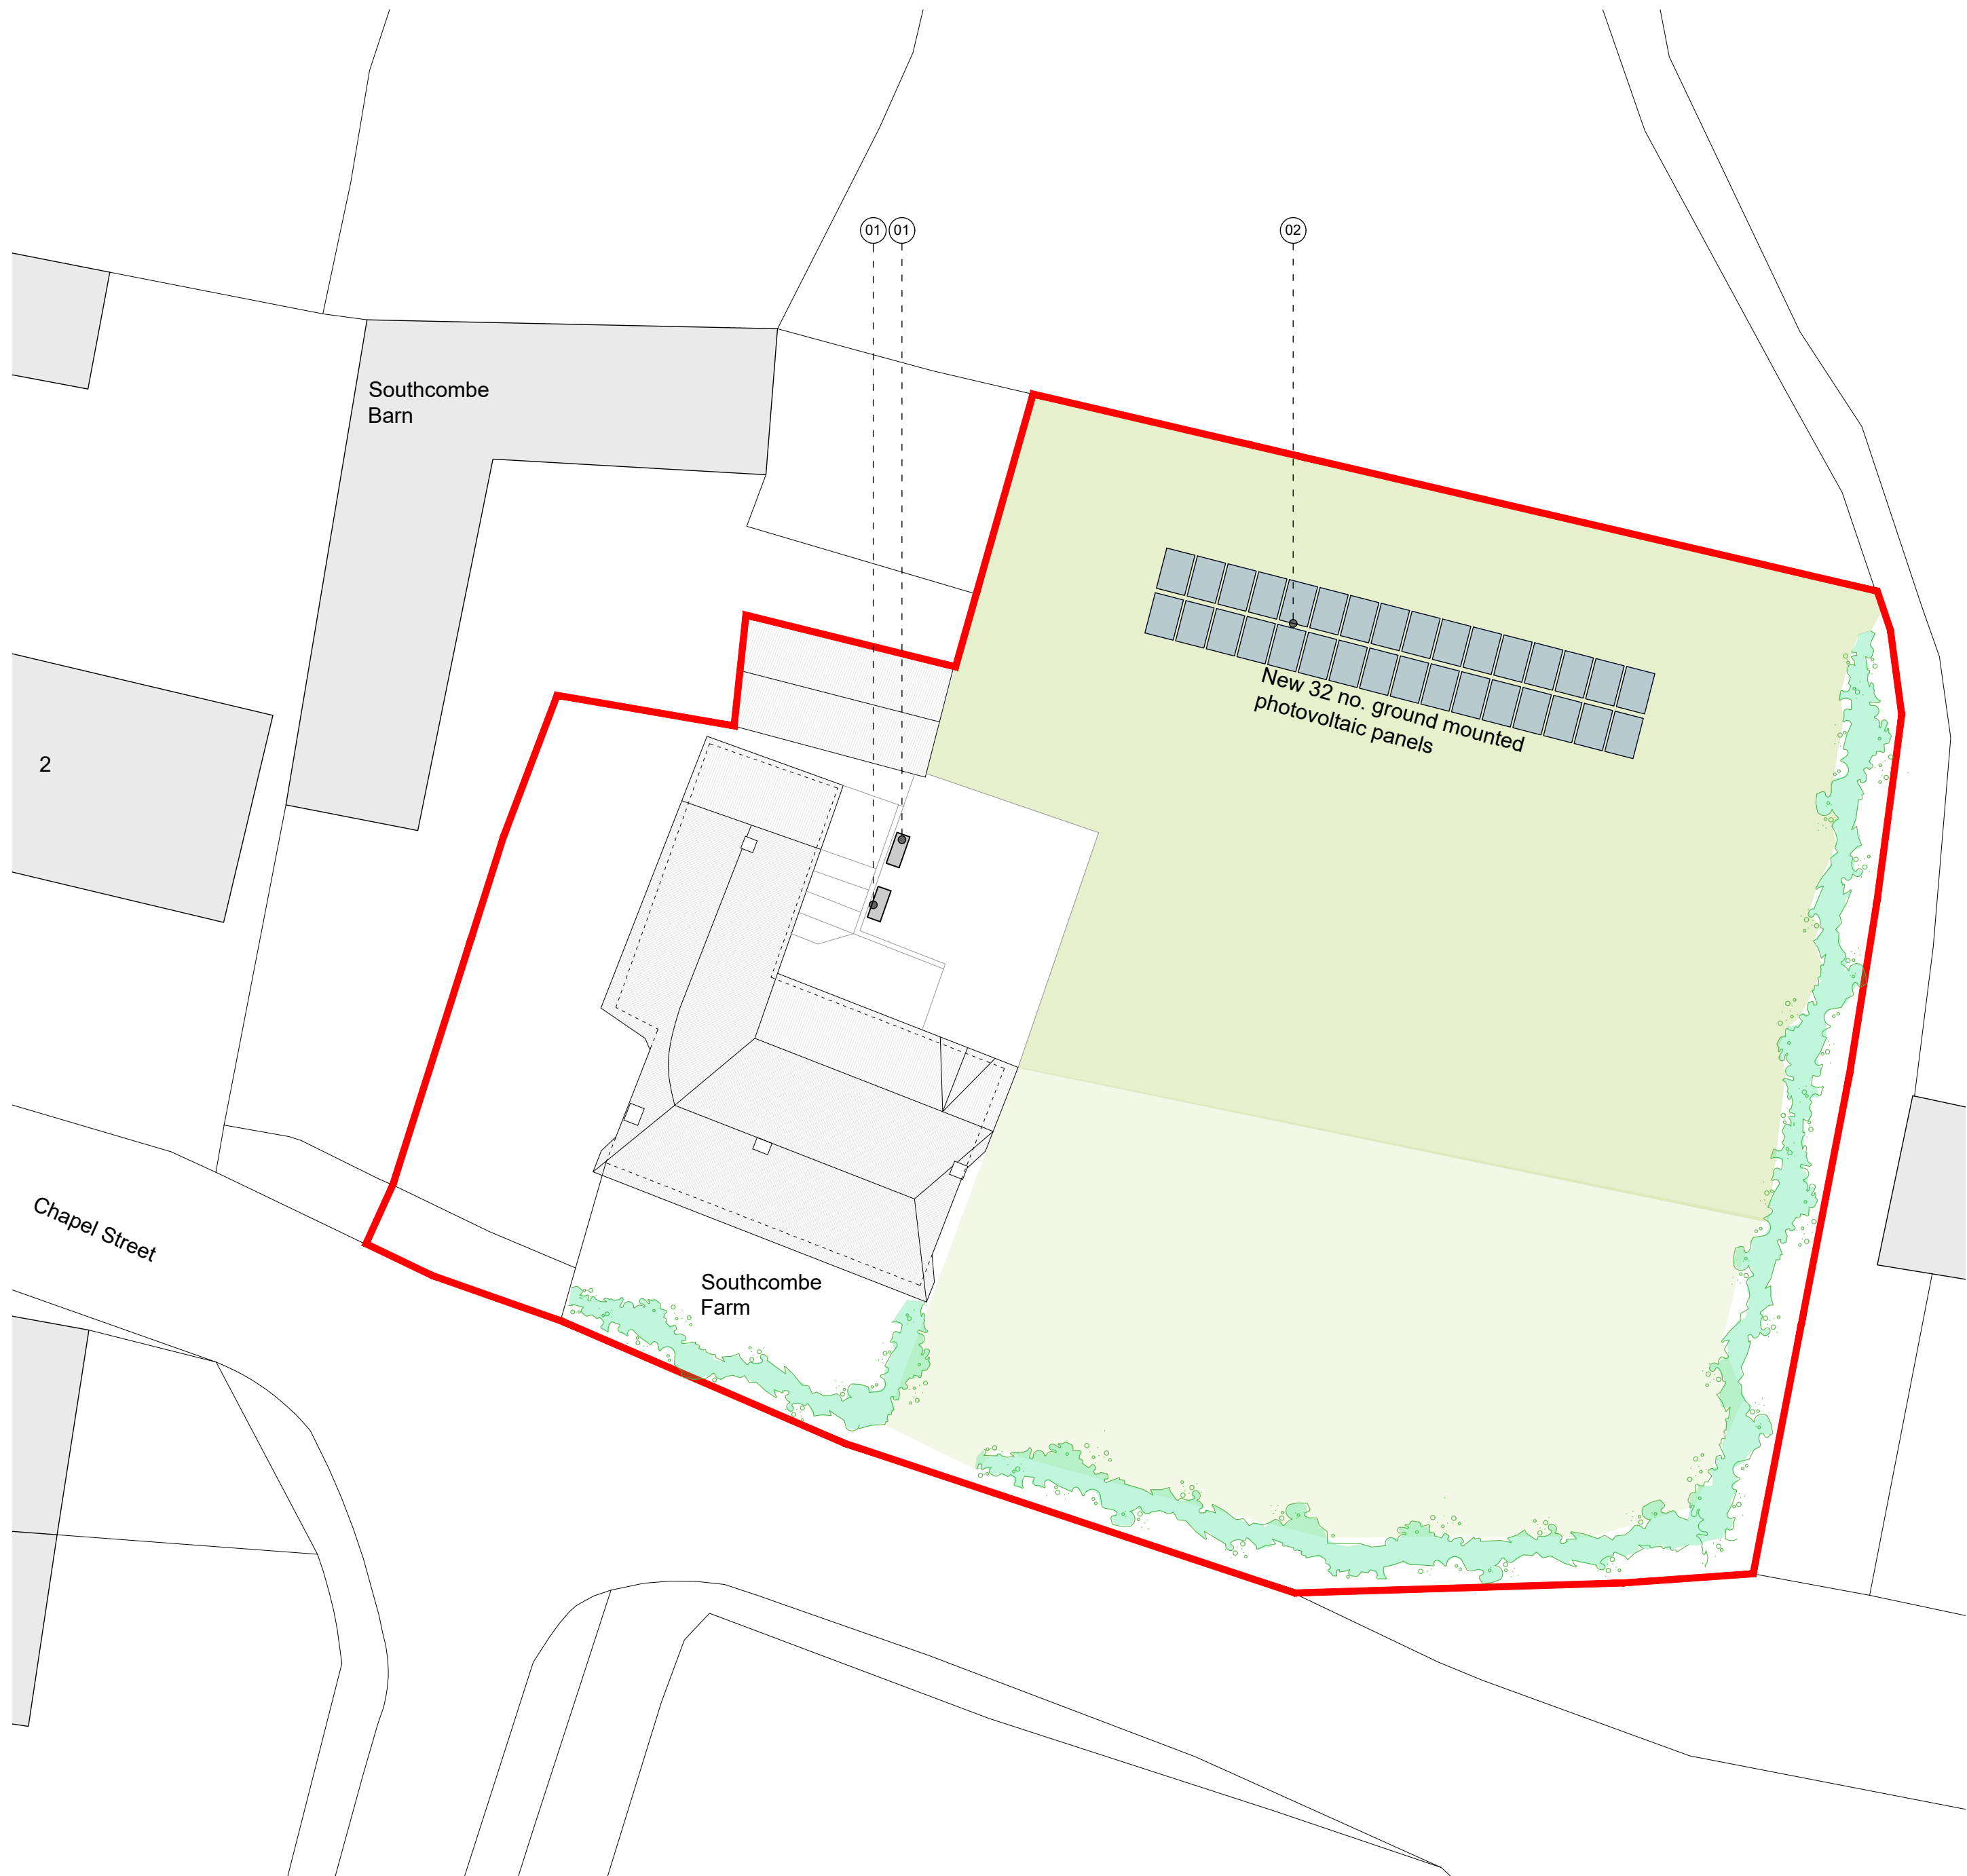 01 01 02
Southcombe
Barn
New 32 no. ground mounted
photovoltaic panels
2
Chapel Street
Southcombe
Farm